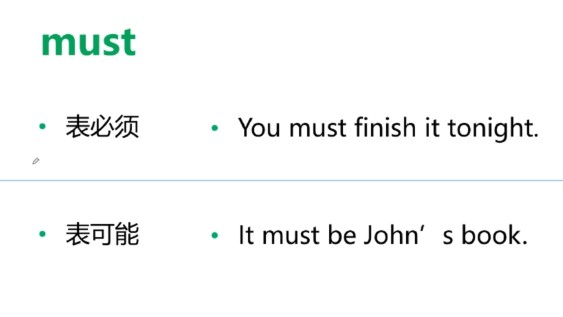 must
• 表必须 • You must finish it tonight.
• 表可能 • It must be John’s book.